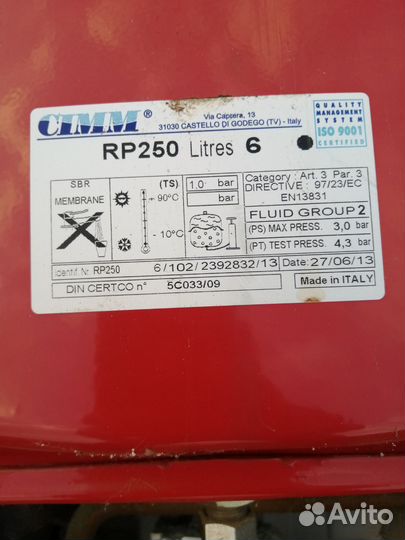 CIMM ®
Via Caprera, 13
31030 CASTELLO DI GODEGO (TV) - Italy
QUALITY
MANAGEMENT
SYSTEM
ISO 9001
CERTIFIED
RP250 Litres 6
SBR
MEMBRANE
(TS)
+ 90°C
- 10°C
1.0 bar
bar
Category : Art. 3 Par. 3
DIRECTIVE : 97/23/EC
EN13831
FLUID GROUP 2
(PS) MAX PRESS. 3,0 bar
(PT) TEST PRESS. 4,3 bar
Identif. Nr RP250 6/102/2392832/13 Date: 27/06/13
DIN CERTCO n° 5C033/09 Made in ITALY
Avito